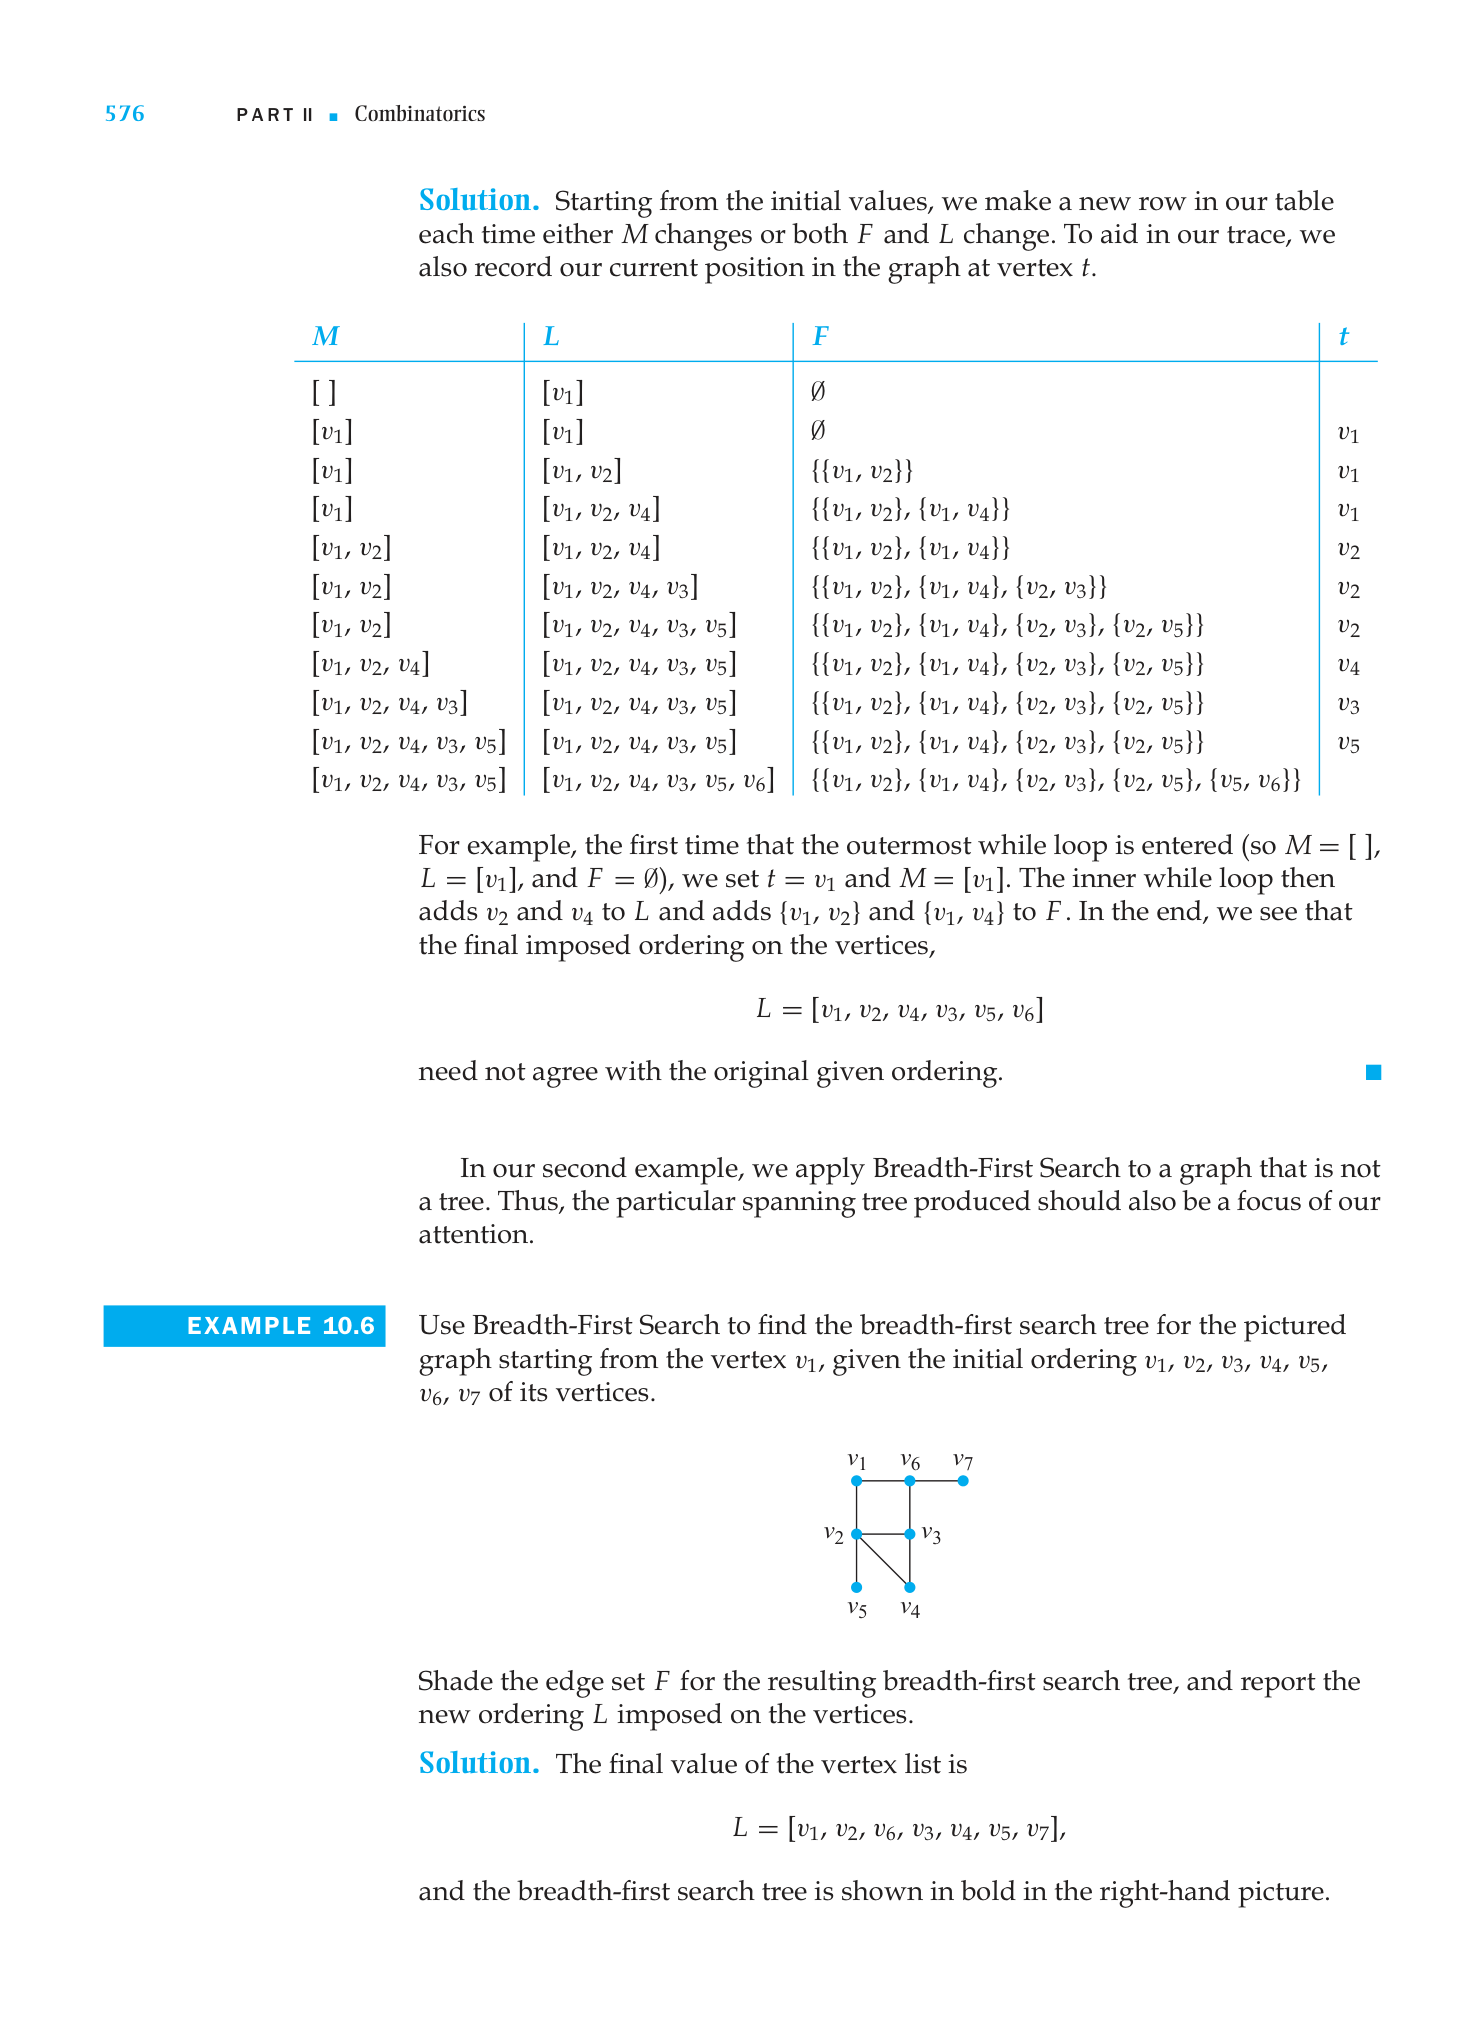 576 PART II ■ Combinatorics
Solution. Starting from the initial values, we make a new row in our table
each time either M changes or both F and L change. To aid in our trace, we
also record our current position in the graph at vertex t.
M L F t
[ ] [v1] ∅
[v1] [v1] ∅ v1
[v1] [v1, v2] {{v1, v2}} v1
[v1] [v1, v2, v4] {{v1, v2}, {v1, v4}} v1
[v1, v2] [v1, v2, v4] {{v1, v2}, {v1, v4}} v2
[v1, v2] [v1, v2, v4, v3] {{v1, v2}, {v1, v4}, {v2, v3}} v2
[v1, v2] [v1, v2, v4, v3, v5] {{v1, v2}, {v1, v4}, {v2, v3}, {v2, v5}} v2
[v1, v2, v4] [v1, v2, v4, v3, v5] {{v1, v2}, {v1, v4}, {v2, v3}, {v2, v5}} v4
[v1, v2, v4, v3] [v1, v2, v4, v3, v5] {{v1, v2}, {v1, v4}, {v2, v3}, {v2, v5}} v3
[v1, v2, v4, v3, v5] [v1, v2, v4, v3, v5] {{v1, v2}, {v1, v4}, {v2, v3}, {v2, v5}} v5
[v1, v2, v4, v3, v5] [v1, v2, v4, v3, v5, v6] {{v1, v2}, {v1, v4}, {v2, v3}, {v2, v5}, {v5, v6}}
For example, the first time that the outermost while loop is entered (so M = [ ],
L = [v1], and F = ∅), we set t = v1 and M = [v1]. The inner while loop then
adds v2 and v4 to L and adds {v1, v2} and {v1, v4} to F. In the end, we see that
the final imposed ordering on the vertices,
L = [v1, v2, v4, v3, v5, v6]
need not agree with the original given ordering. ■
In our second example, we apply Breadth-First Search to a graph that is not
a tree. Thus, the particular spanning tree produced should also be a focus of our
attention.
EXAMPLE 10.6 Use Breadth-First Search to find the breadth-first search tree for the pictured
graph starting from the vertex v1, given the initial ordering v1, v2, v3, v4, v5,
v6, v7 of its vertices.
v1 v6 v7
v2 v3
v5 v4
Shade the edge set F for the resulting breadth-first search tree, and report the
new ordering L imposed on the vertices.
Solution. The final value of the vertex list is
L = [v1, v2, v6, v3, v4, v5, v7],
and the breadth-first search tree is shown in bold in the right-hand picture.